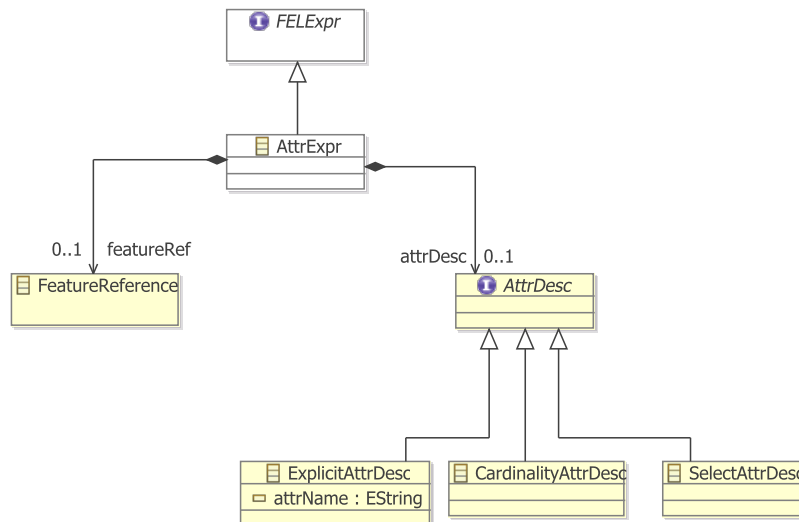 FELExpr
AttrExpr
0..1 featureRef
attrDesc 0..1
FeatureReference
AttrDesc
ExplicitAttrDesc
CardinalityAttrDesc
SelectAttrDesc
attrName : EString